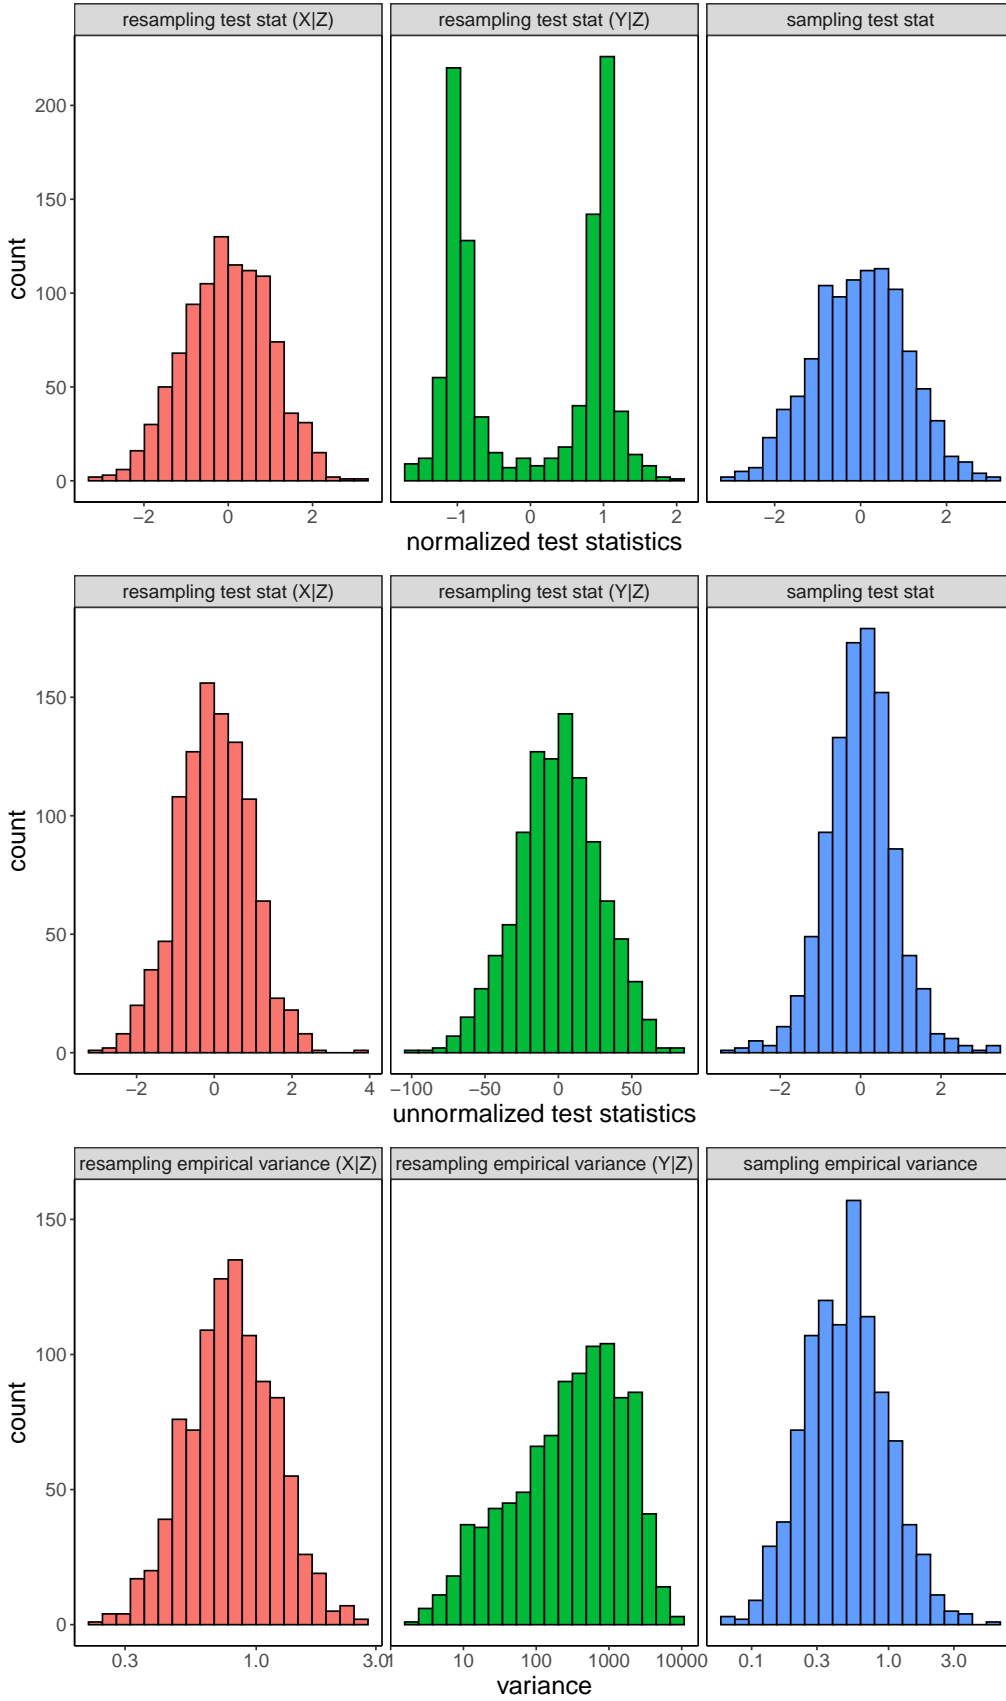 resampling test stat (X|Z) resampling test stat (Y|Z) sampling test stat
200
150
100
50
0
count
−2 0 2 −1 0 1 2 −2 0 2
normalized test statistics
resampling test stat (X|Z) resampling test stat (Y|Z) sampling test stat
150
100
50
0
count
−2 0 2 4 −100 −50 0 50 −2 0 2
unnormalized test statistics
resampling empirical variance (X|Z) resampling empirical variance (Y|Z) sampling empirical variance
150
100
50
0
count
0.3 1.0 3.0 1 10 100 1000 10000 0.1 0.3 1.0 3.0
variance